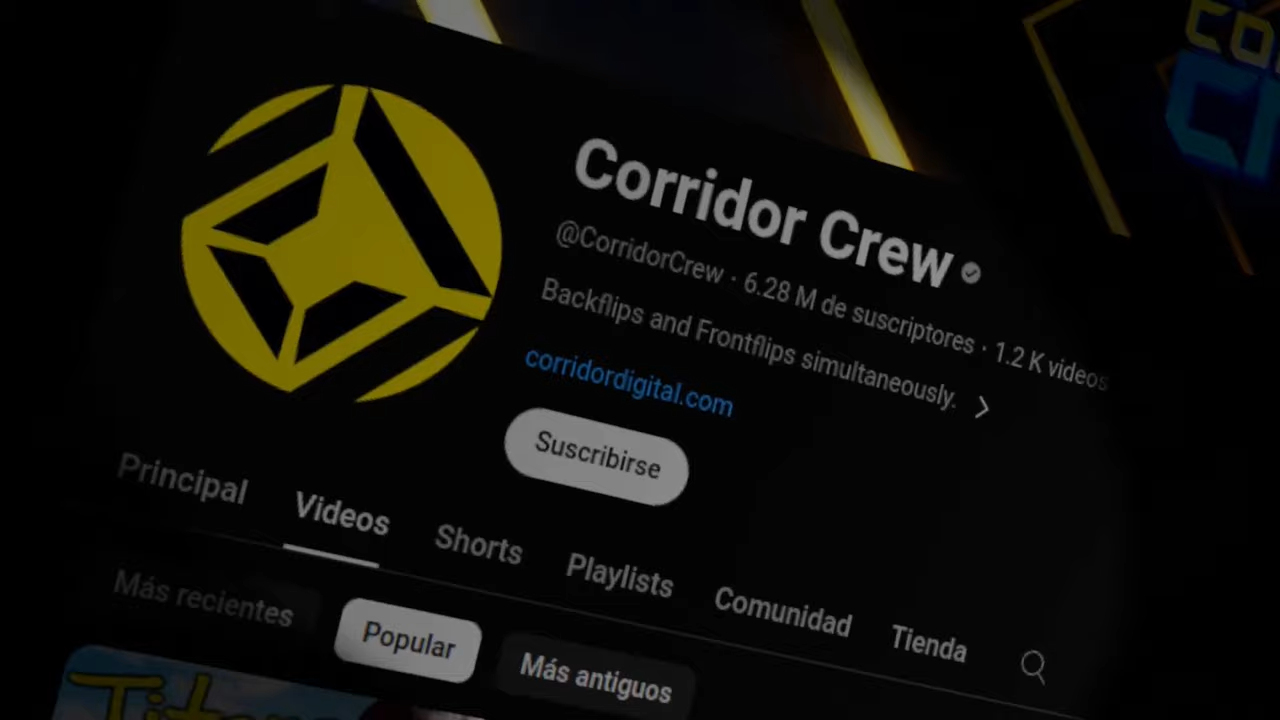 Corridor Crew
@CorridorCrew · 6.28 M de suscriptores · 1.2 K videos
Backflips and Frontflips simultaneously.
corridordigital.com
Suscribirse
Principal Videos Shorts Playlists Comunidad Tienda
Más recientes Popular Más antiguos